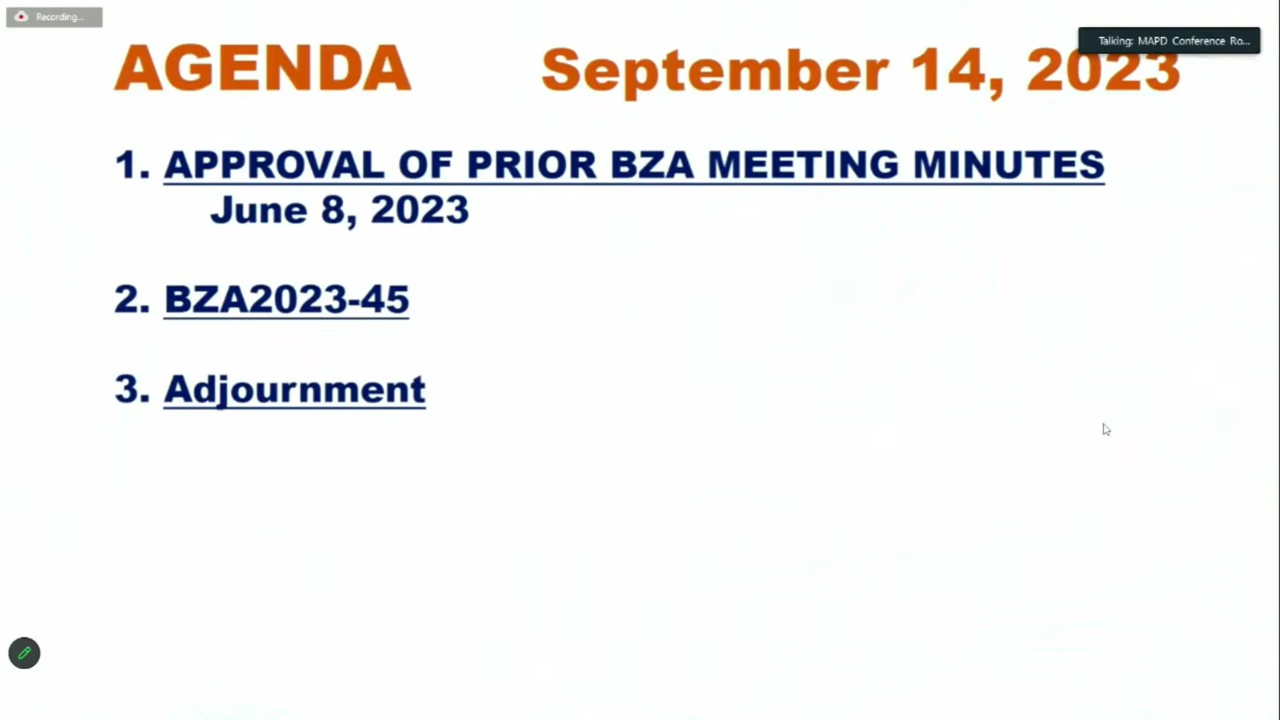 Recording...
Talking: MAPD Conference Ro...
AGENDA September 14, 2023
1. APPROVAL OF PRIOR BZA MEETING MINUTES
June 8, 2023
2. BZA2023-45
3. Adjournment